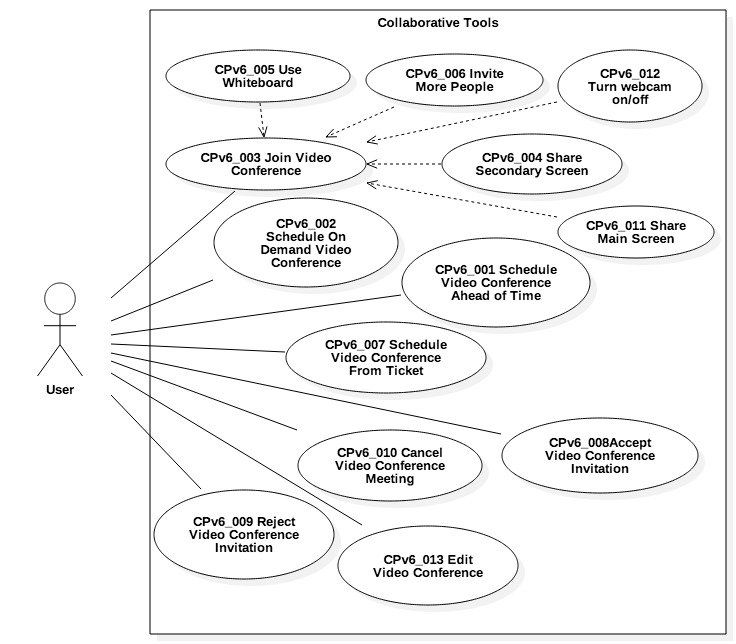 Collaborative Tools
CPv6_005 Use
Whiteboard
CPv6_006 Invite
More People
CPv6_012
Turn webcam
on/off
CPv6_003 Join Video
Conference
CPv6_004 Share
Secondary Screen
CPv6_002
Schedule On
Demand Video
Conference
CPv6_011 Share
Main Screen
CPv6_001 Schedule
Video Conference
Ahead of Time
CPv6_007 Schedule
Video Conference
From Ticket
User
CPv6_008Accept
Video Conference
Invitation
CPv6_010 Cancel
Video Conference
Meeting
CPv6_009 Reject
Video Conference
Invitation
CPv6_013 Edit
Video Conference